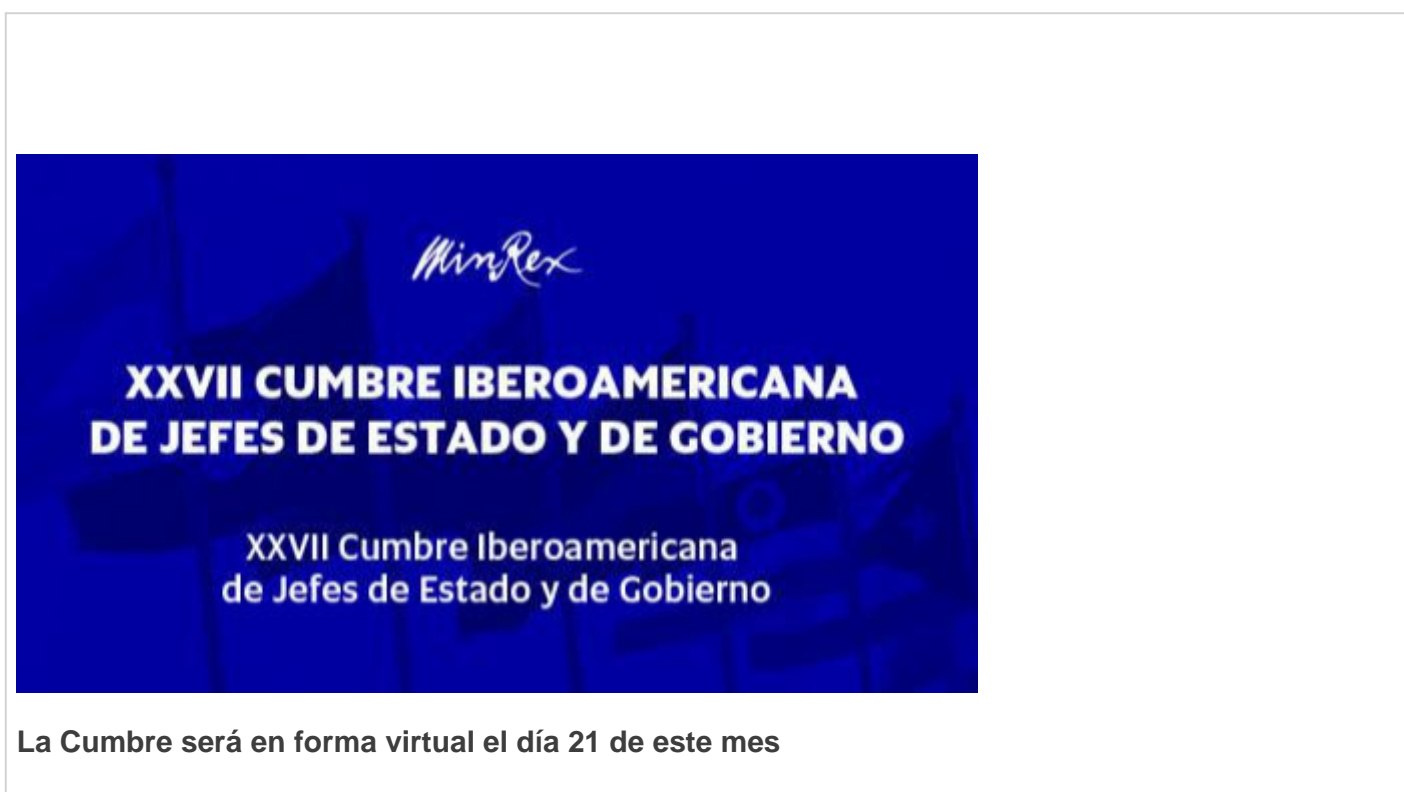 MinRex
XXVII CUMBRE IBEROAMERICANA
DE JEFES DE ESTADO Y DE GOBIERNO
XXVII Cumbre Iberoamericana
de Jefes de Estado y de Gobierno
La Cumbre será en forma virtual el día 21 de este mes